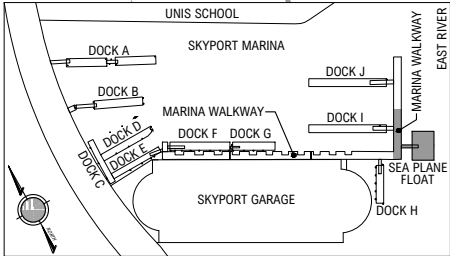 UNIS SCHOOL
SKYPORT MARINA
DOCK A
DOCK B
DOCK D
DOCK E
DOCK C
MARINA WALKWAY
DOCK F
DOCK G
DOCK J
DOCK I
MARINA WALKWAY
EAST RIVER
SEA PLANE
FLOAT
DOCK H
SKYPORT GARAGE